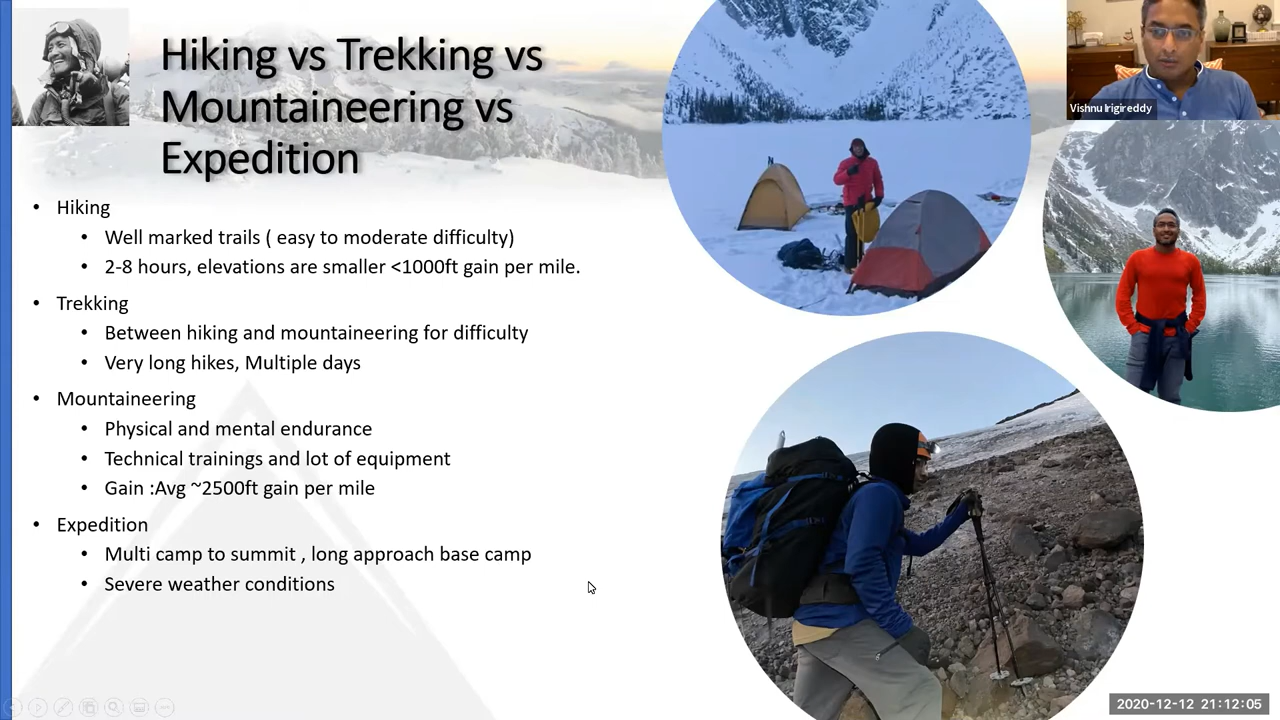 Hiking vs Trekking vs
Mountaineering vs
Expedition
• Hiking
• Well marked trails ( easy to moderate difficulty)
• 2-8 hours, elevations are smaller <1000ft gain per mile.
• Trekking
• Between hiking and mountaineering for difficulty
• Very long hikes, Multiple days
• Mountaineering
• Physical and mental endurance
• Technical trainings and lot of equipment
• Gain :Avg ~2500ft gain per mile
• Expedition
• Multi camp to summit , long approach base camp
• Severe weather conditions
Vishnu Irigireddy
2020-12-12 21:12:05